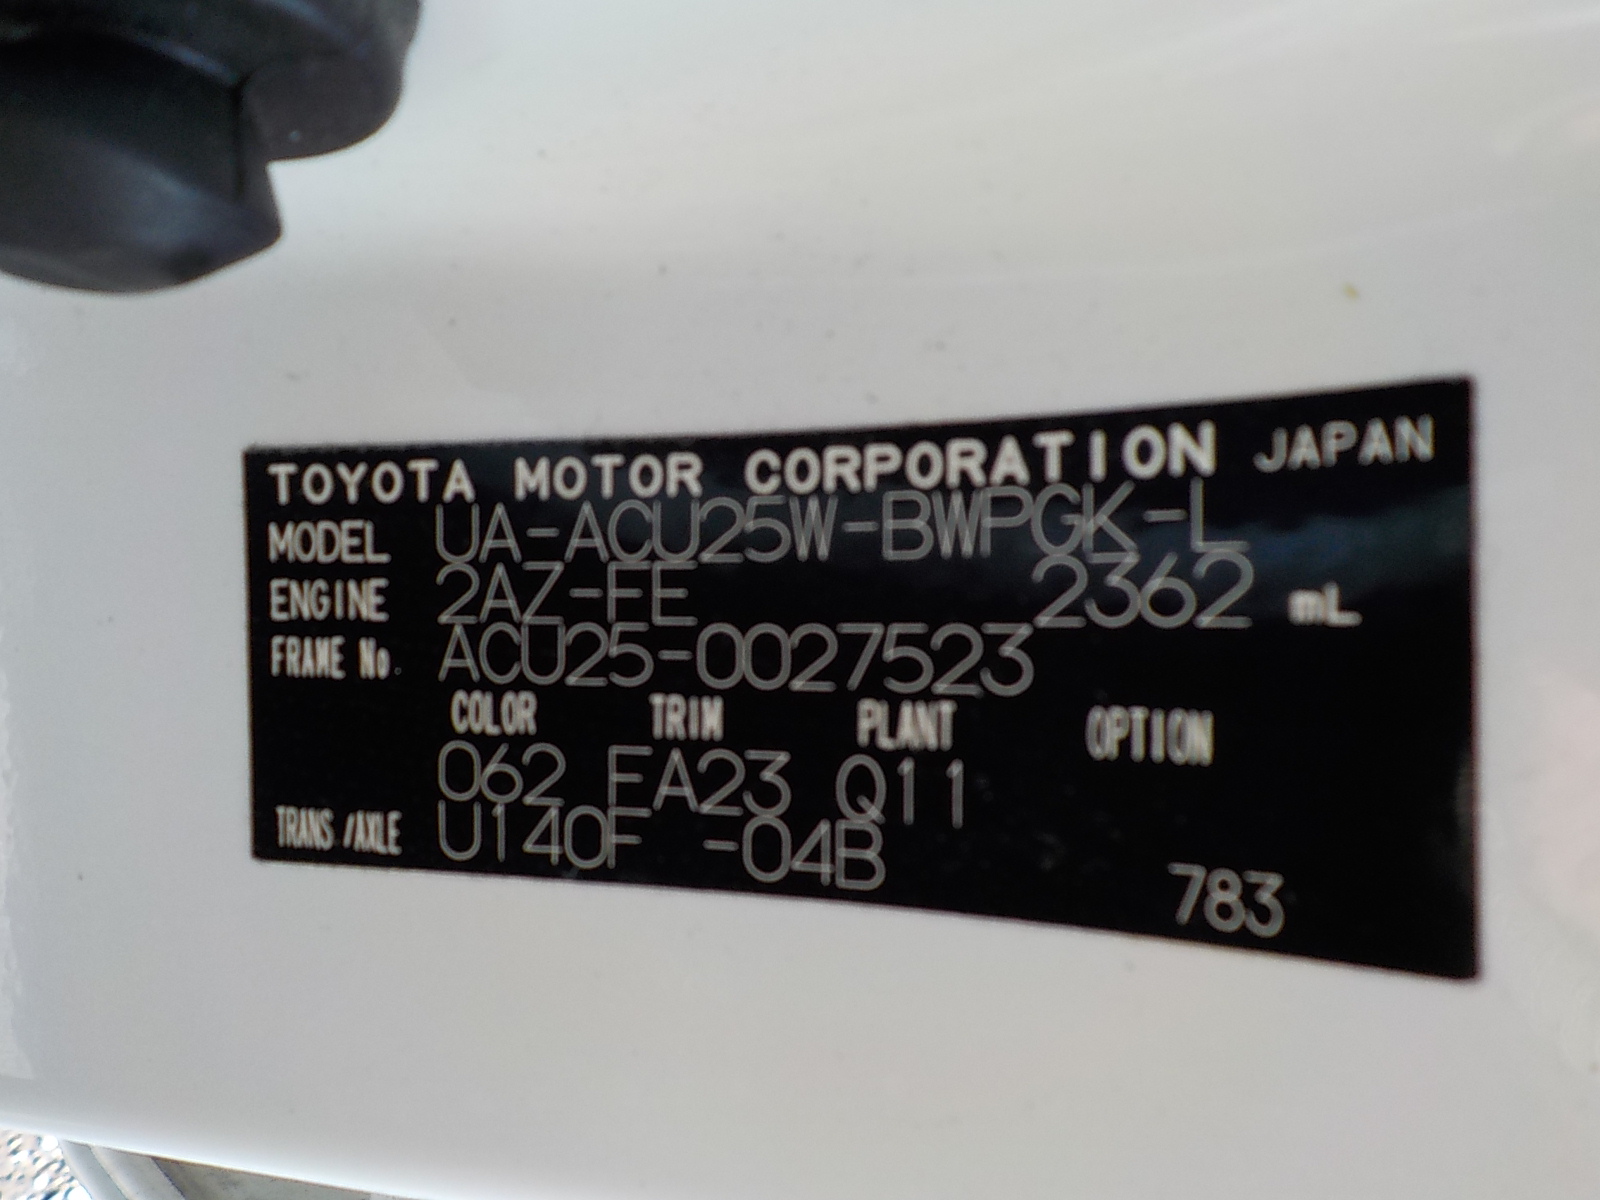 TOYOTA MOTOR CORPORATION JAPAN
MODEL UA-ACU25W-BWPGK-L
ENGINE 2AZ-FE 2362 mL
FRAME No. ACU25-0027523
COLOR TRIM PLANT OPTION
062 EA23 Q11
TRANS/AXLE U140F -04B
783